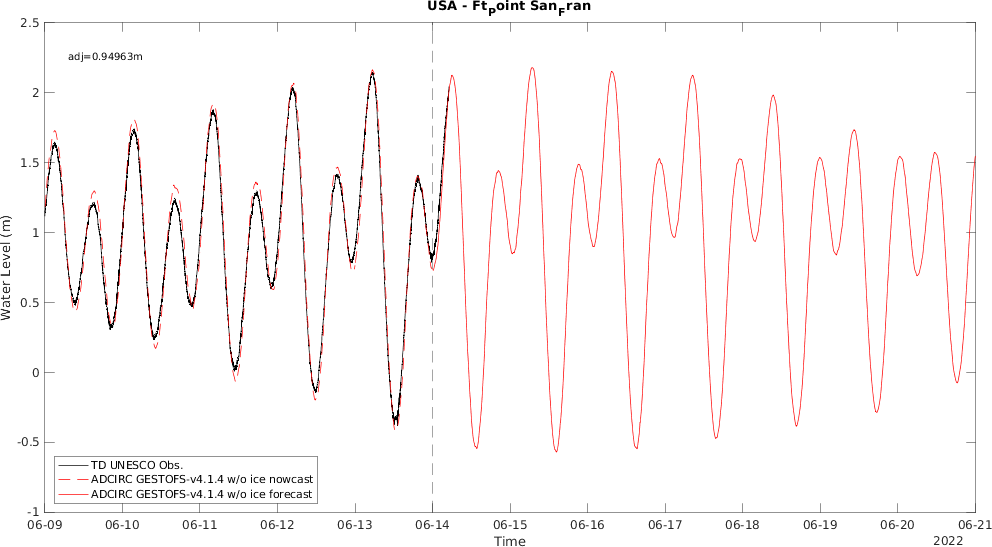 USA - Ft_Point San_Fran
2.5
adj=0.94963m
2
1.5
1
0.5
0
-0.5
-1
Water Level (m)
TD UNESCO Obs.
ADCIRC GESTOFS-v4.1.4 w/o ice nowcast
ADCIRC GESTOFS-v4.1.4 w/o ice forecast
06-09 06-10 06-11 06-12 06-13 06-14 06-15 06-16 06-17 06-18 06-19 06-20 06-21
Time
2022